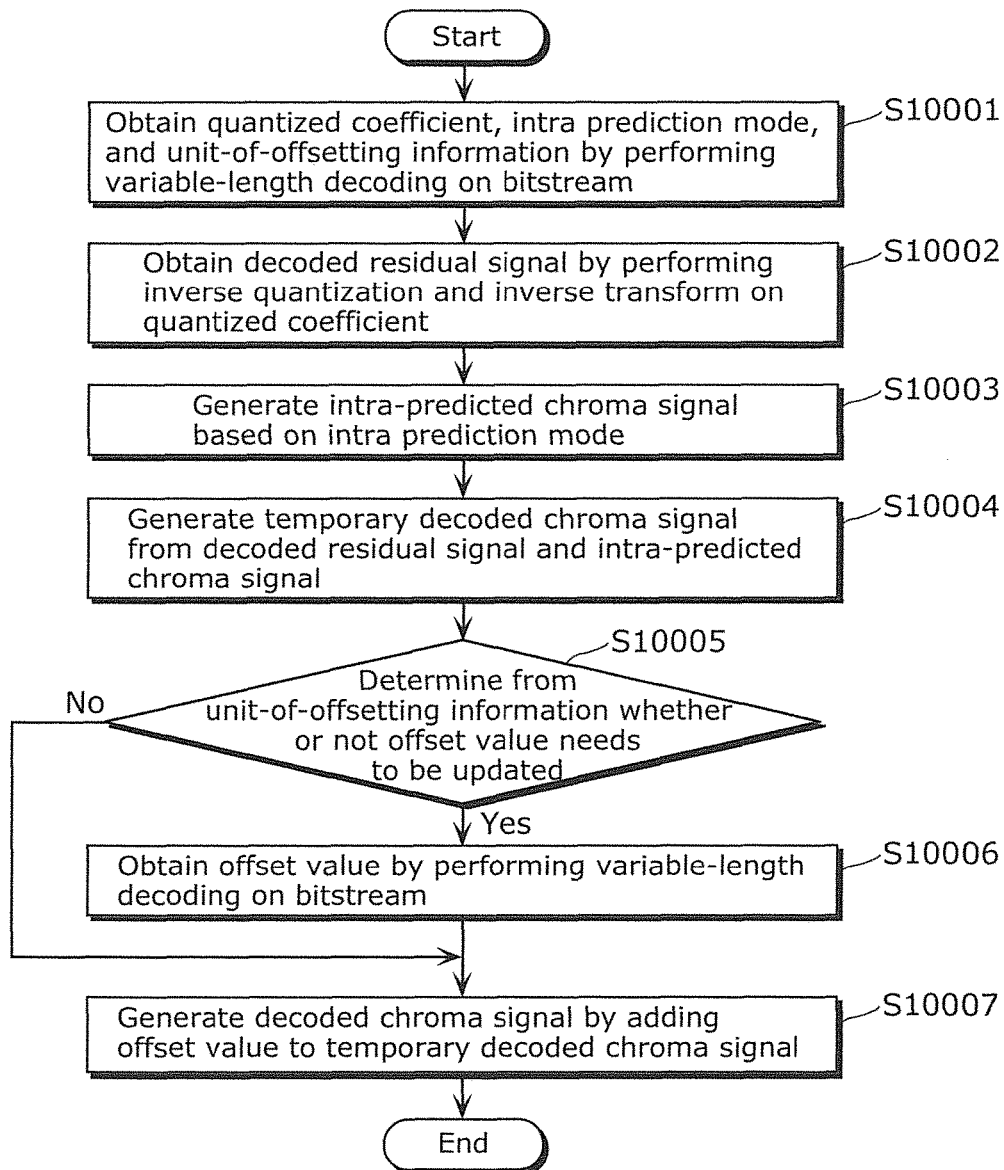 Start
Obtain quantized coefficient, intra prediction mode,
and unit-of-offsetting information by performing
variable-length decoding on bitstream
S10001
Obtain decoded residual signal by performing
inverse quantization and inverse transform on
quantized coefficient
S10002
Generate intra-predicted chroma signal
based on intra prediction mode
S10003
Generate temporary decoded chroma signal
from decoded residual signal and intra-predicted
chroma signal
S10004
S10005
Determine from
unit-of-offsetting information whether
or not offset value needs
to be updated
No
Yes
Obtain offset value by performing variable-length
decoding on bitstream
S10006
Generate decoded chroma signal by adding
offset value to temporary decoded chroma signal
S10007
End